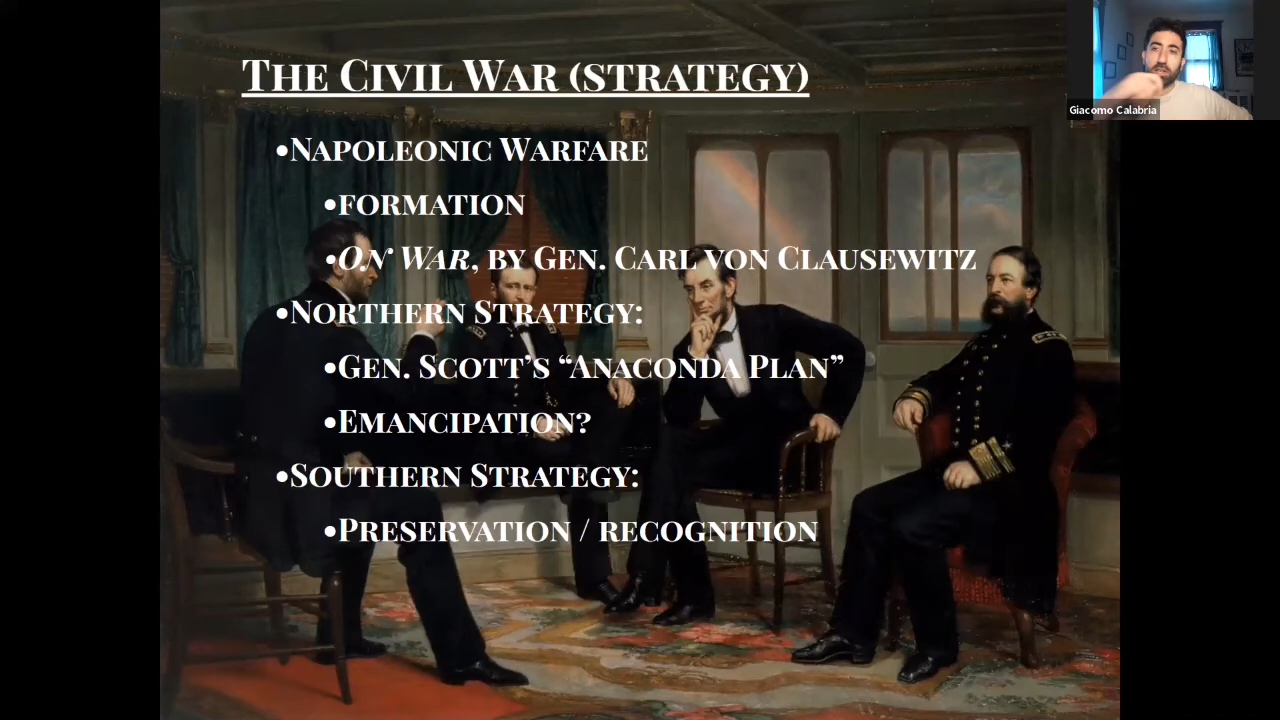 The Civil War (strategy)
•Napoleonic Warfare
•formation
•On War, by Gen. Carl von Clausewitz
•Northern Strategy:
•Gen. Scott’s “Anaconda Plan”
•Emancipation?
•Southern Strategy:
•Preservation / recognition
Giacomo Calabria